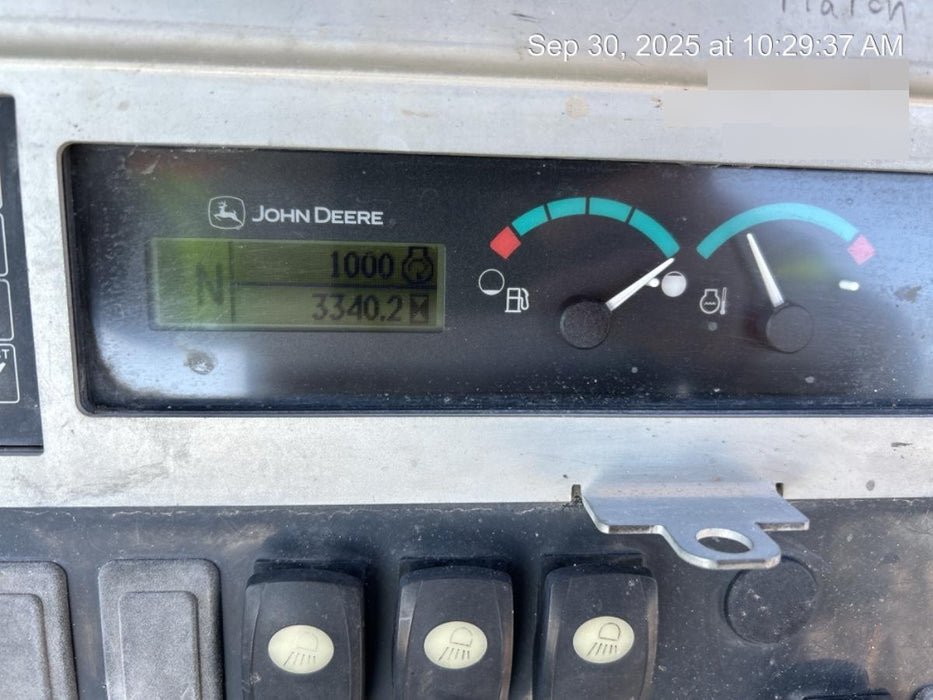 Sep 30, 2025 at 10:29:37 AM
JOHN DEERE
N
1000
3340.2